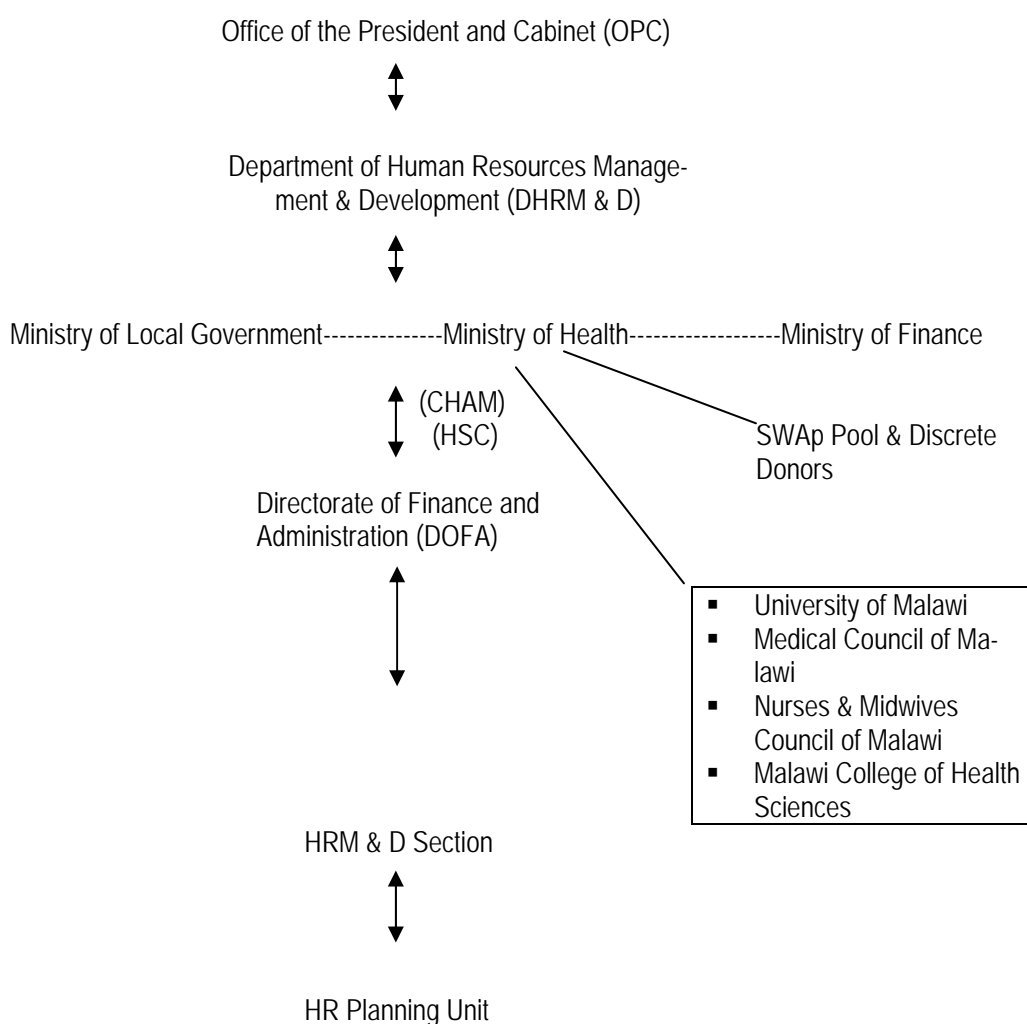 Office of the President and Cabinet (OPC)
Department of Human Resources Manage-
ment & Development (DHRM & D)
Ministry of Local Government---------------Ministry of Health-------------------Ministry of Finance
(CHAM)
(HSC)
SWAp Pool & Discrete
Donors
Directorate of Finance and
Administration (DOFA)
▪ University of Malawi
▪ Medical Council of Ma-
lawi
▪ Nurses & Midwives
Council of Malawi
▪ Malawi College of Health
Sciences
HRM & D Section
HR Planning Unit